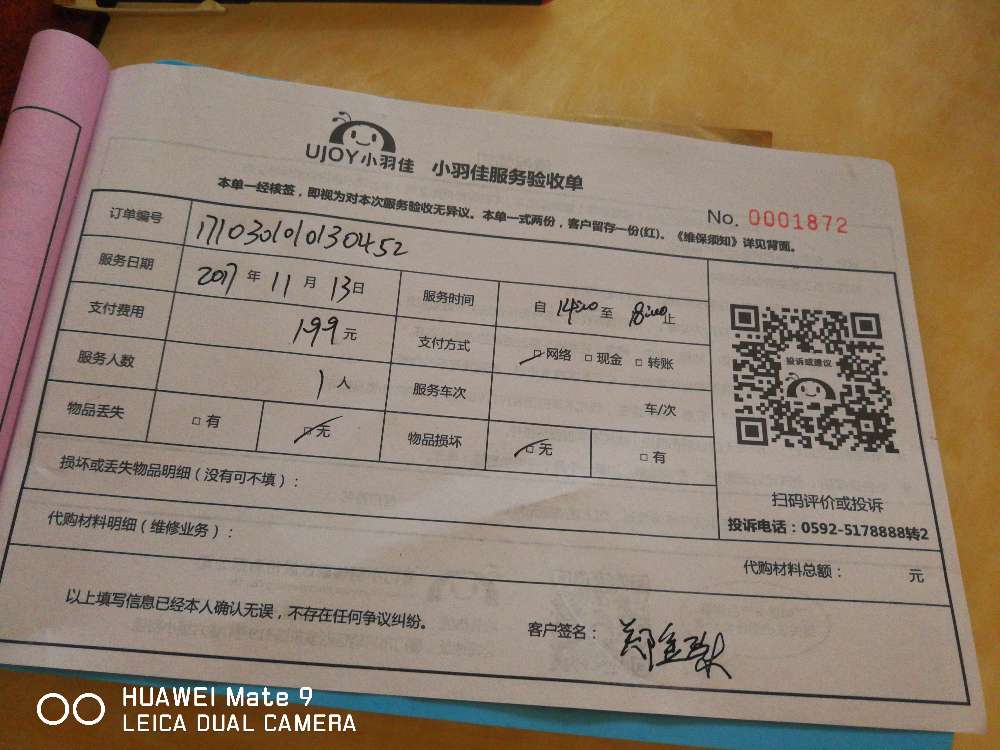 UJOY小羽佳 小羽佳服务验收单
本单一经核签，即视为对本次服务验收无异议。本单一式两份，客户留存一份(红)。《维保须知》详见背面。
No. 0001872
订单编号 1710301010130452
服务日期 2017 年 11 月 13 日 服务时间 自 14:00 至 18:00 止
支付费用 199 元 支付方式 □ 网络 □ 现金 □ 转账
服务人数 1 人 服务车次 车/次
物品丢失 □ 有 □ 无 物品损坏 □ 无 □ 有
投诉或建议
扫码评价或投诉
投诉电话：0592-5178888转2
损坏或丢失物品明细（没有可不填）：
代购材料明细（维修业务）：
代购材料总额： 元
以上填写信息已经本人确认无误，不存在任何争议纠纷。
客户签名： 郑金
HUAWEI Mate 9
LEICA DUAL CAMERA